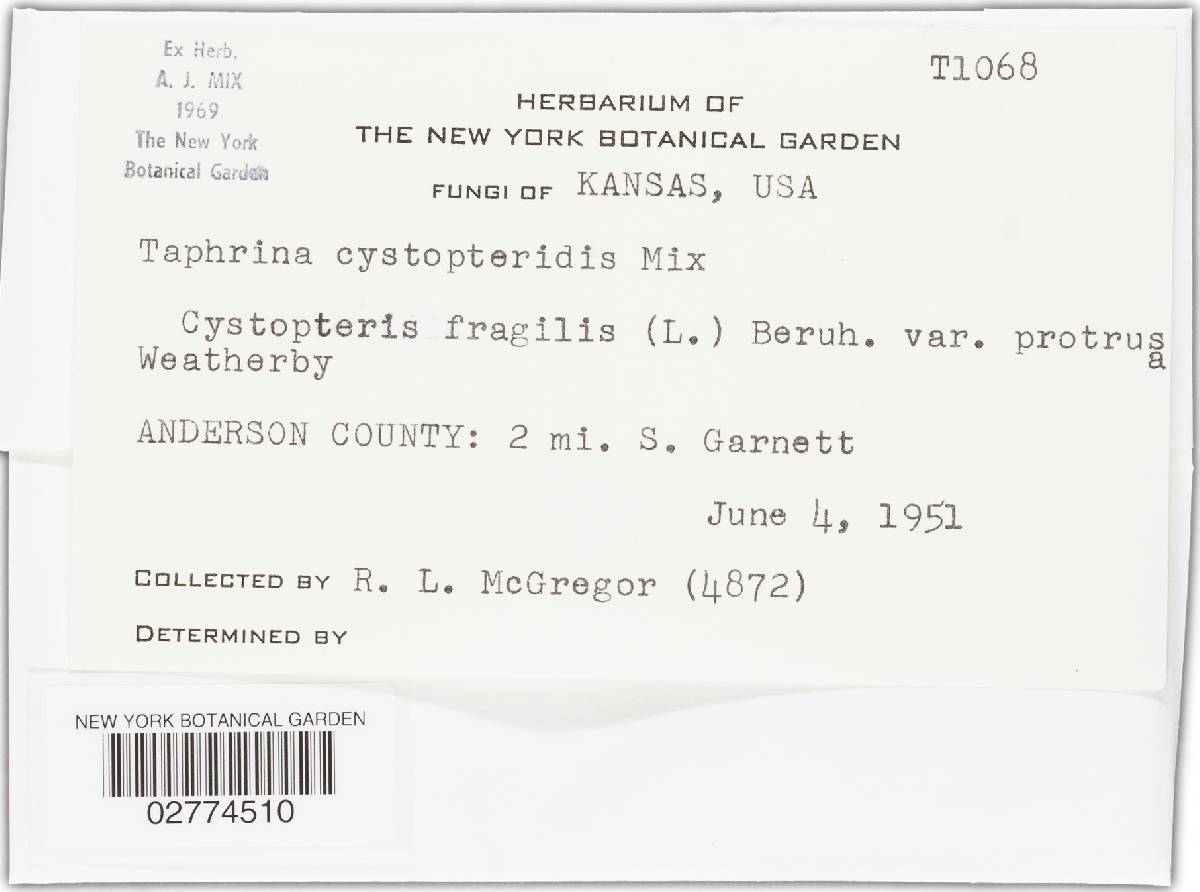 Ex Herb.
A. J. MIX
1969
The New York
Botanical Garden
T1068
HERBARIUM OF
THE NEW YORK BOTANICAL GARDEN
FUNGI OF KANSAS, USA
Taphrina cystopteridis Mix
Cystopteris fragilis (L.) Beruh. var. protrusa
Weatherby
ANDERSON COUNTY: 2 mi. S. Garnett
June 4, 1951
COLLECTED BY R. L. McGregor (4872)
DETERMINED BY
NEW YORK BOTANICAL GARDEN
02774510